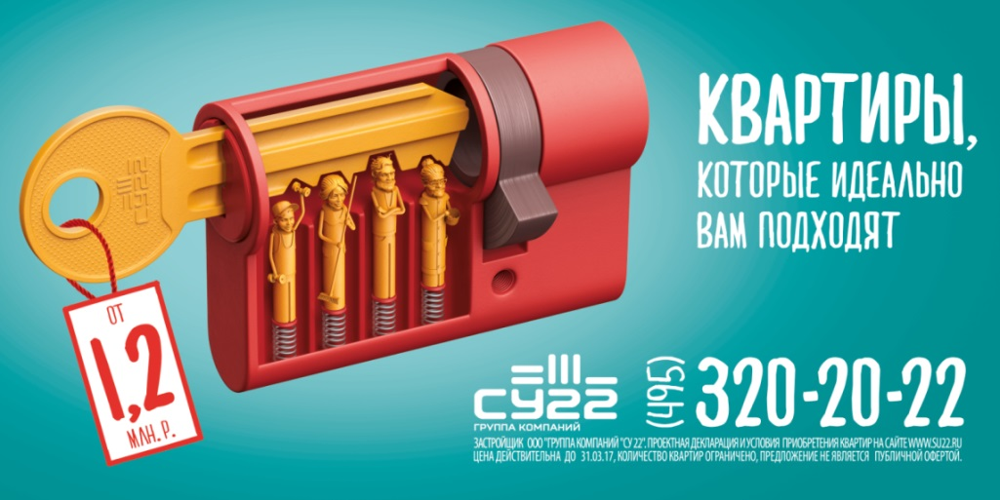 КВАРТИРЫ,
КОТОРЫЕ ИДЕАЛЬНО
ВАМ ПОДХОДЯТ
СУ22
ОТ
1,2
МЛН. Р.
СУ22
ГРУППА КОМПАНИЙ
(495) 320-20-22
ЗАСТРОЙЩИК ООО "ГРУППА КОМПАНИЙ "СУ 22". ПРОЕКТНАЯ ДЕКЛАРАЦИЯ И УСЛОВИЯ ПРИОБРЕТЕНИЯ КВАРТИР НА САЙТЕ WWW.SU22.RU
ЦЕНА ДЕЙСТВИТЕЛЬНА ДО 31.03.17, КОЛИЧЕСТВО КВАРТИР ОГРАНИЧЕНО, ПРЕДЛОЖЕНИЕ НЕ ЯВЛЯЕТСЯ ПУБЛИЧНОЙ ОФЕРТОЙ.